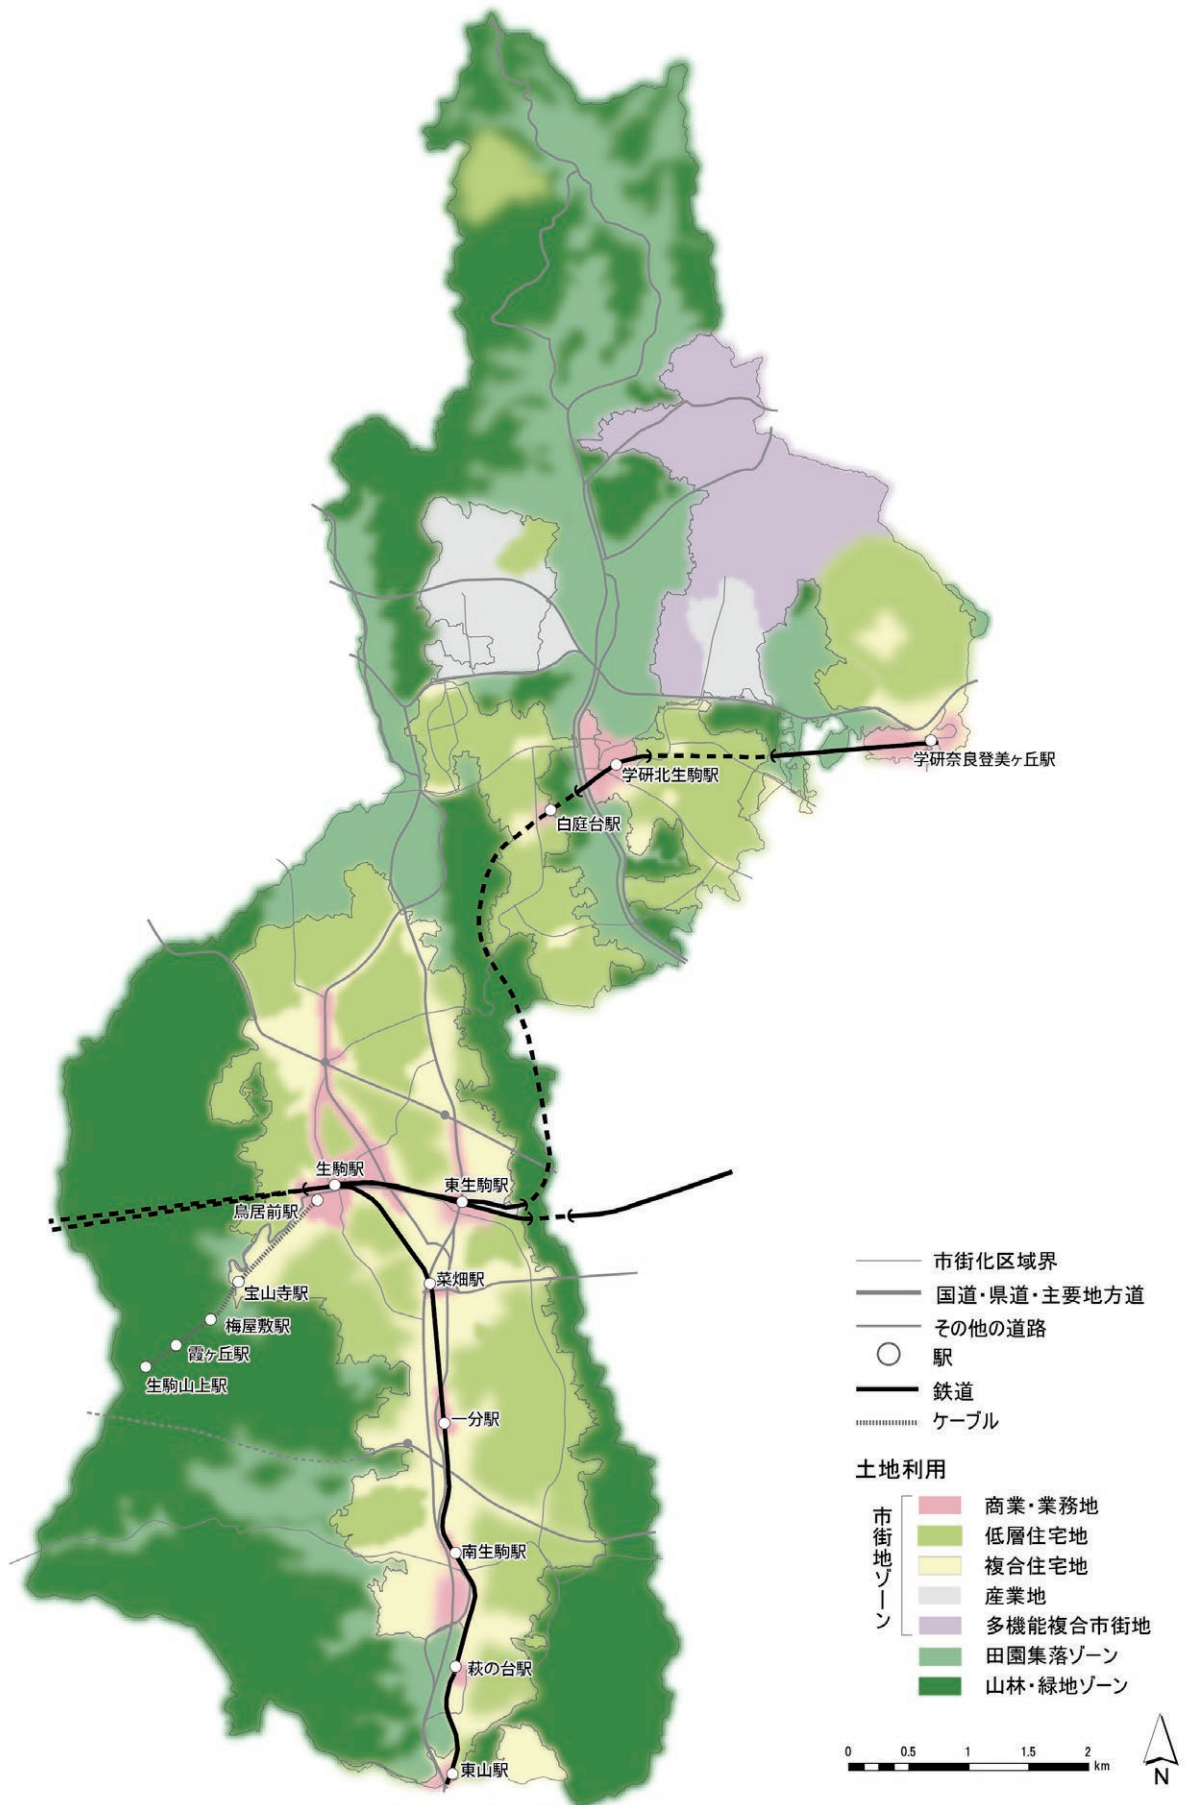 学研奈良登美ヶ丘駅
学研北生駒駅
白庭台駅
生駒駅
東生駒駅
鳥居前駅
菜畑駅
宝山寺駅
梅屋敷駅
霞ヶ丘駅
生駒山上駅
一分駅
南生駒駅
萩の台駅
東山駅
市街化区域界
国道・県道・主要地方道
その他の道路
駅
鉄道
ケーブル
土地利用
市街地ゾーン
商業・業務地
低層住宅地
複合住宅地
産業地
多機能複合市街地
田園集落ゾーン
山林・緑地ゾーン
0 0.5 1 1.5 2
km
N